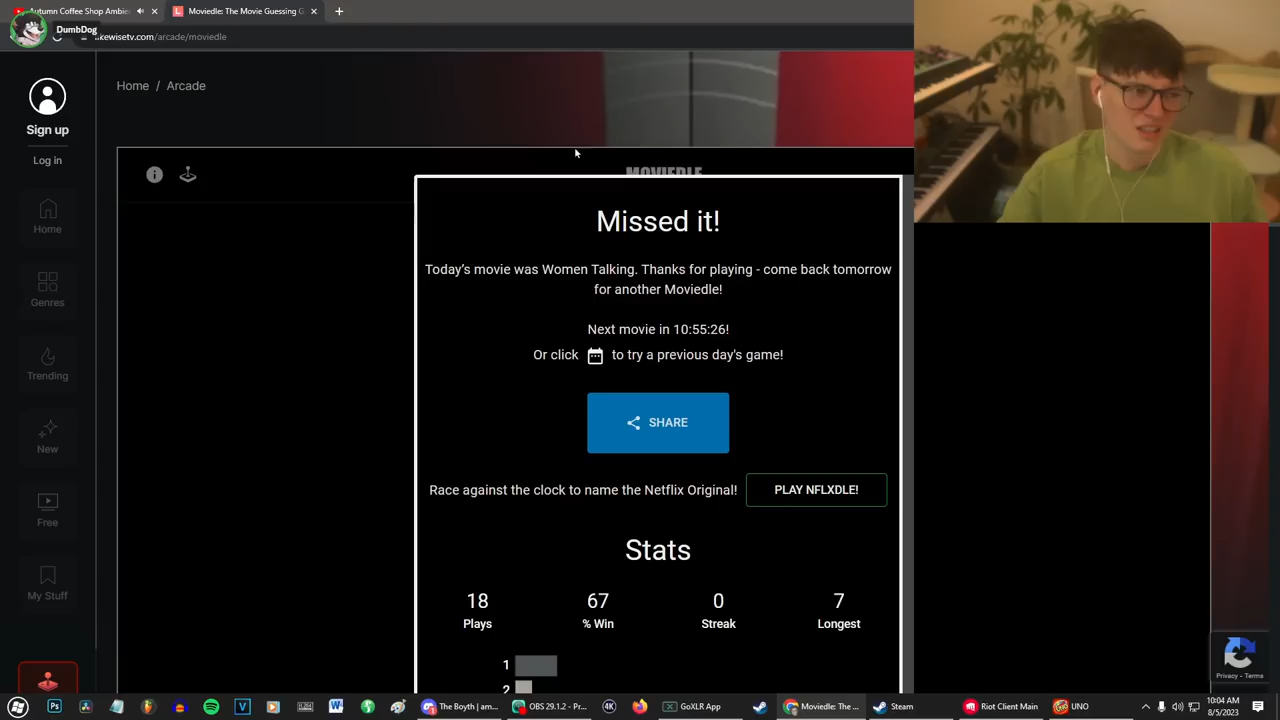 Autumn Coffee Shop Ambie
Moviedle: The Movie Guessing G
DumbDog
kewisetv.com/arcade/moviedle
Home / Arcade
Sign up
Log in
MOVIEDLE
Home
Genres
Trending
New
Free
My Stuff
Missed it!
Today's movie was Women Talking. Thanks for playing - come back tomorrow
for another Moviedle!
Next movie in 10:55:26!
Or click to try a previous day's game!
SHARE
Race against the clock to name the Netflix Original!
PLAY NFLXDLE!
Stats
18 67 0 7
Plays % Win Streak Longest
1
2
Privacy - Terms
The Boyth | am...
OBS 29.1.2 - Pr...
GoXLR App
Moviedle: The ...
Steam
Riot Client Main
UNO
10:04 AM
8/5/2023